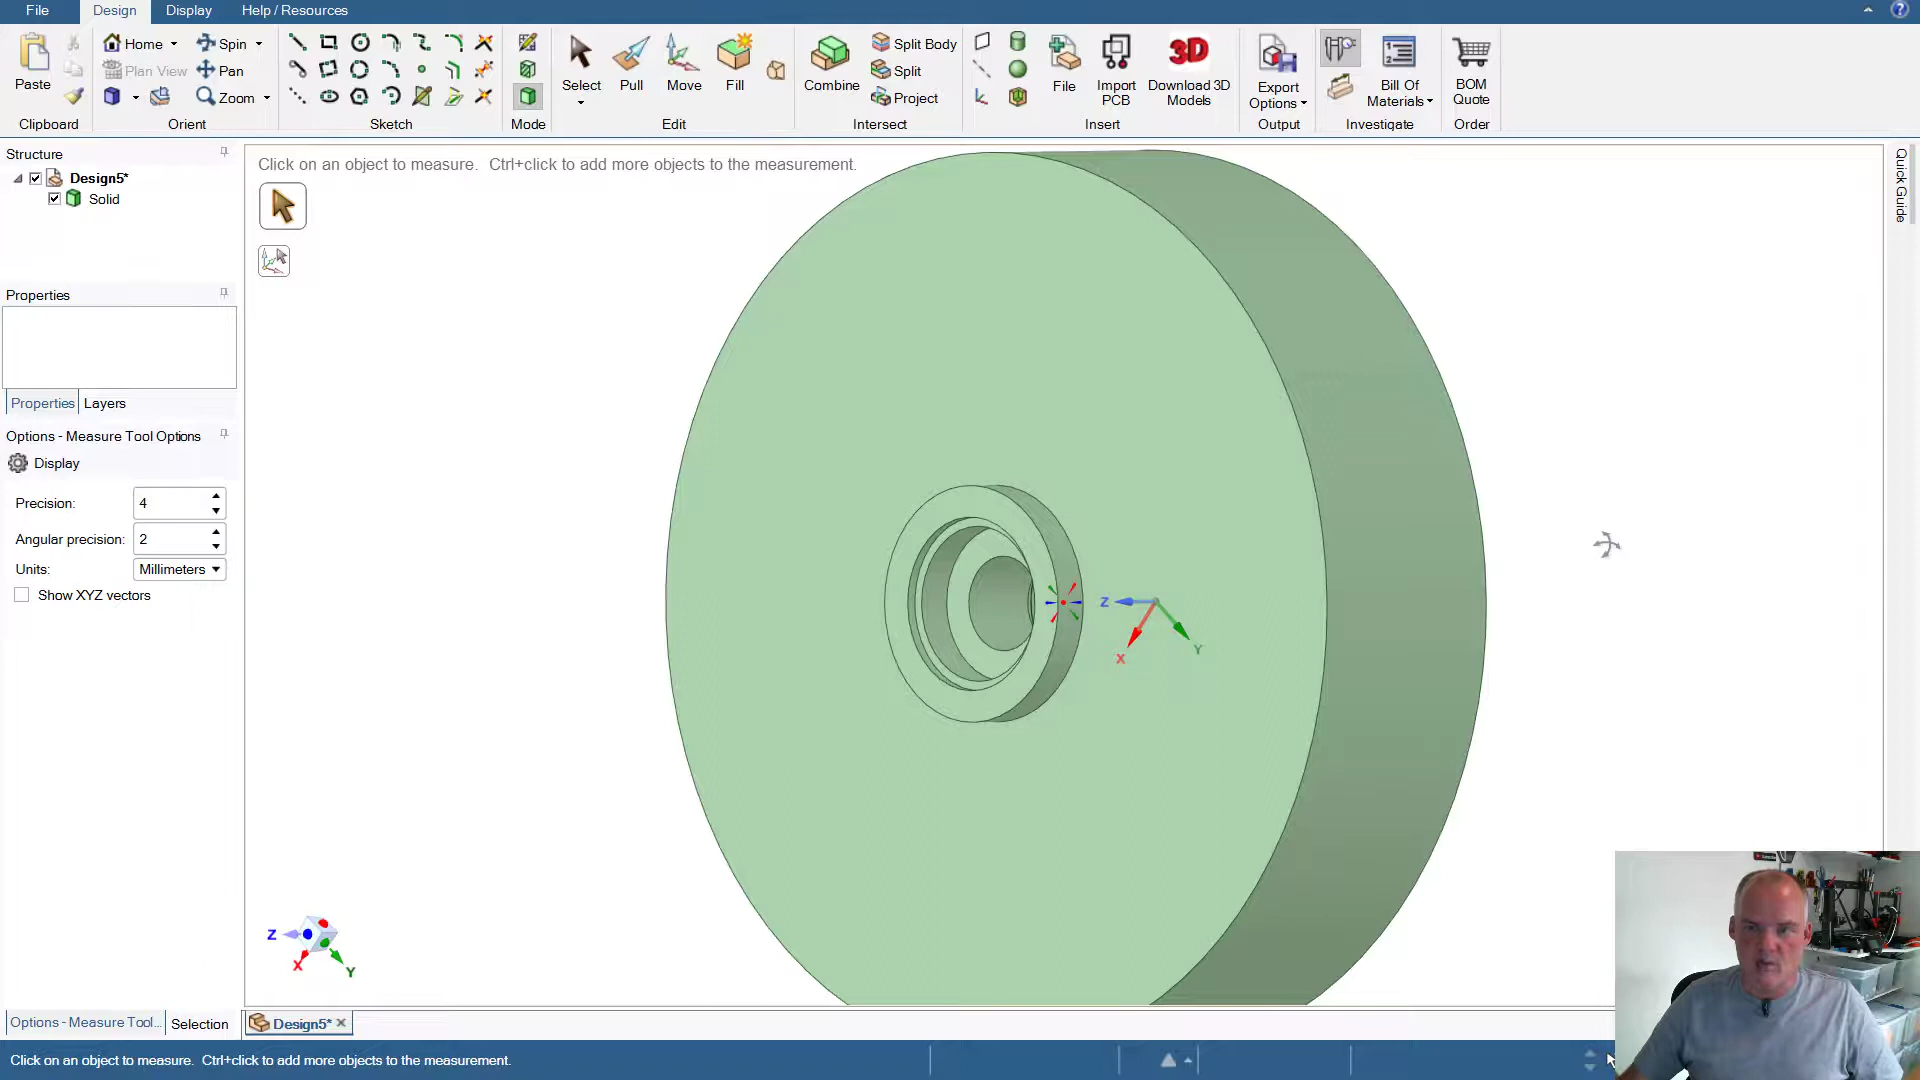 File Design Display Help / Resources
Paste
Home Spin
Plan View Pan
Zoom
Select Pull Move Fill
Combine
Split Body
Split
Project
File
Import PCB
Download 3D Models
3D
Export Options
Bill Of Materials
BOM Quote
Clipboard Orient Sketch Mode Edit Intersect Insert Output Investigate Order
Structure
Design5*
Solid
Properties
Properties Layers
Options - Measure Tool Options
Display
Precision: 4
Angular precision: 2
Units: Millimeters
Show XYZ vectors
Options - Measure Tool... Selection
Click on an object to measure. Ctrl+click to add more objects to the measurement.
Z
X
Y
Z
X
Y
Quick Guide
Design5*
Click on an object to measure. Ctrl+click to add more objects to the measurement.